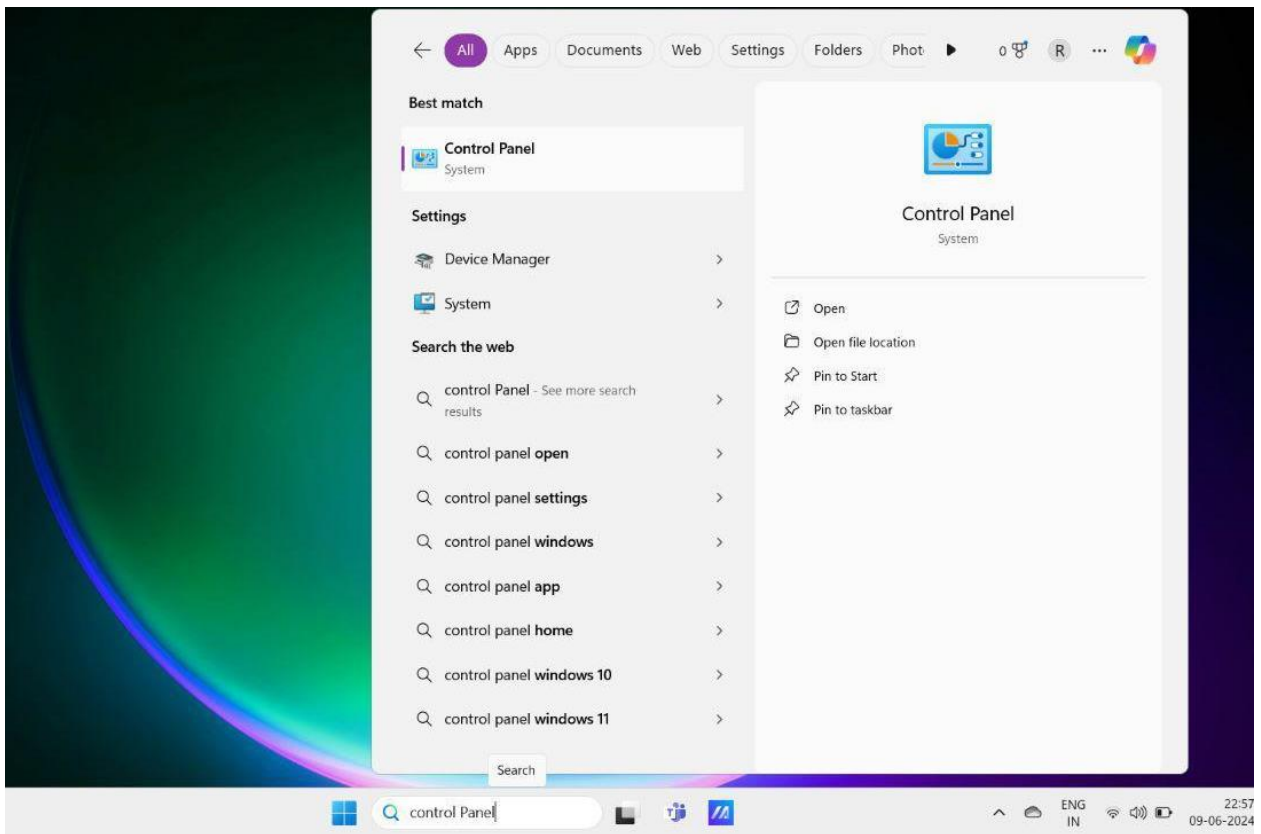 All Apps Documents Web Settings Folders Phot 0 R ...
Best match
Control Panel
System
Settings
Device Manager
System
Search the web
control Panel - See more search
results
control panel open
control panel settings
control panel windows
control panel app
control panel home
control panel windows 10
control panel windows 11
Control Panel
System
Open
Open file location
Pin to Start
Pin to taskbar
Search
control Panel
ENG
IN
22:57
09-06-2024